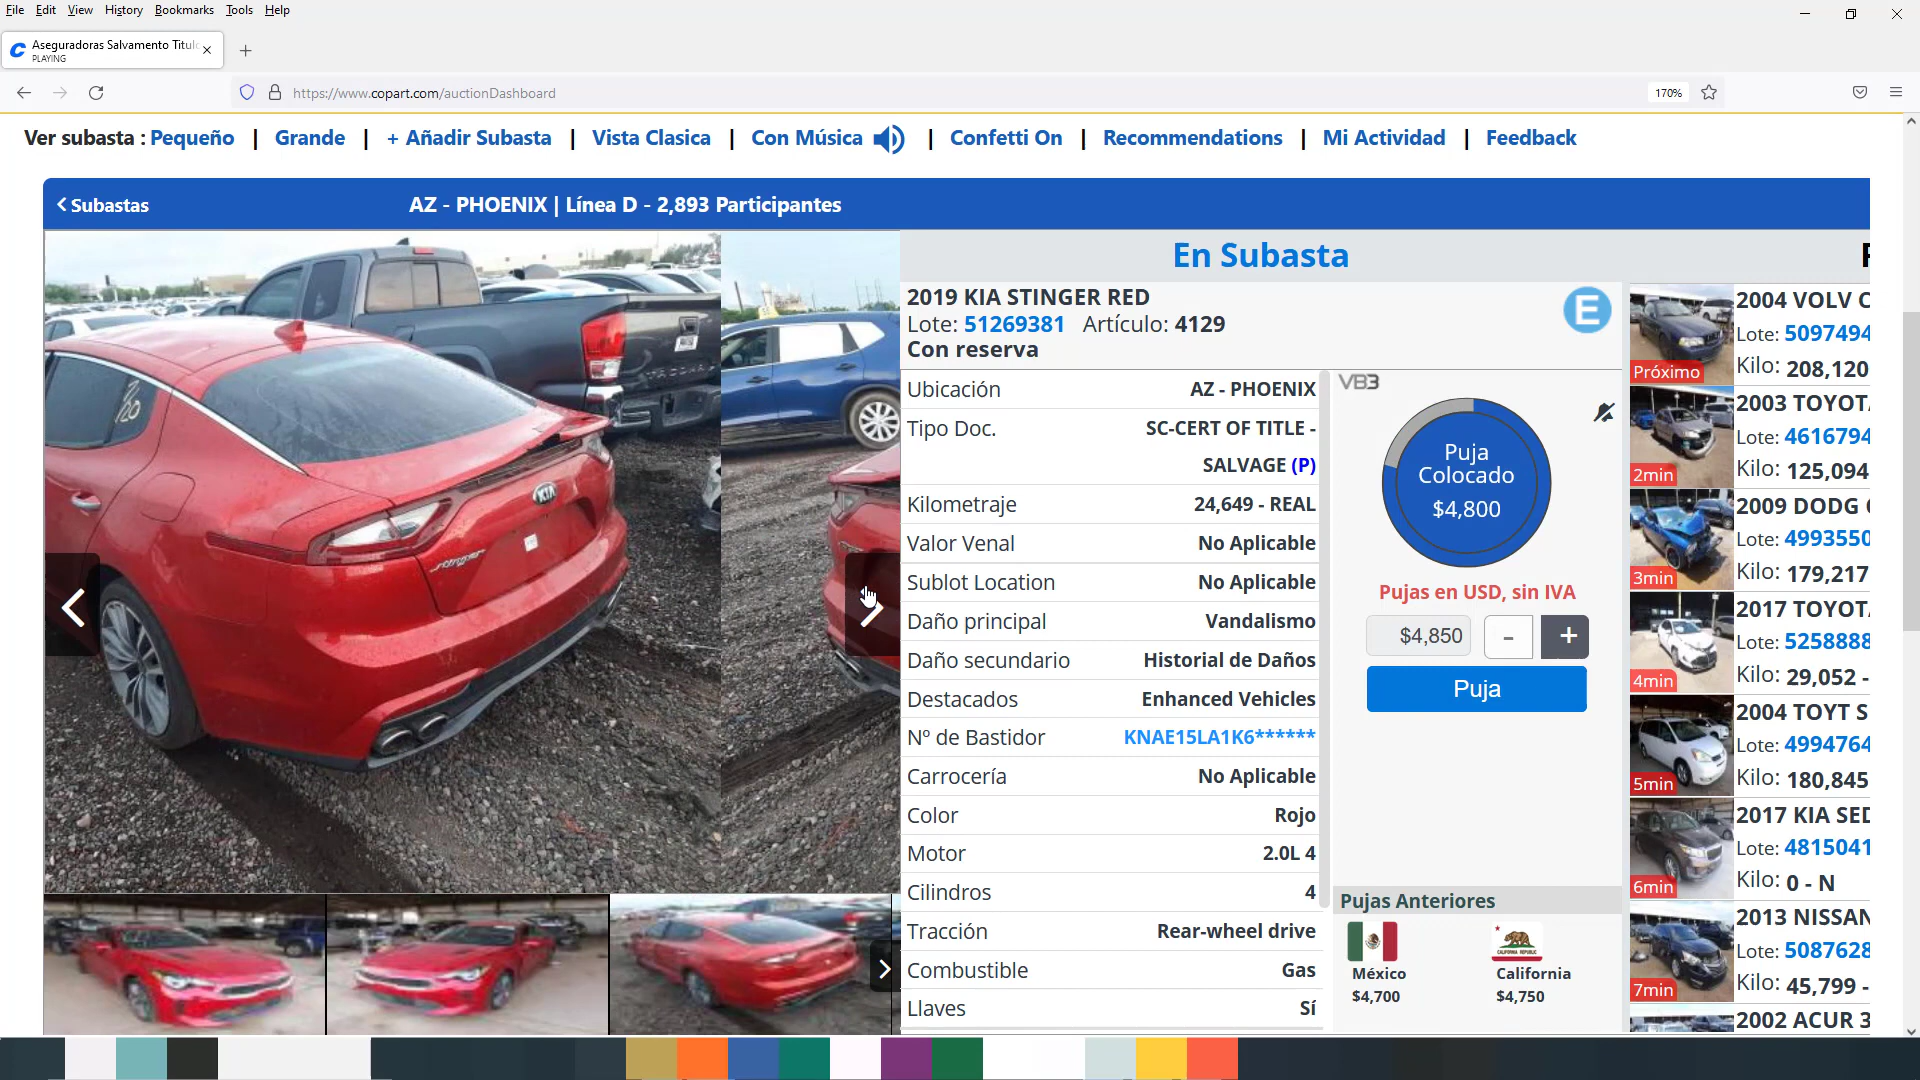 File Edit View History Bookmarks Tools Help
Aseguradoras Salvamento Titul
PLAYING
https://www.copart.com/auctionDashboard
170%
Ver subasta : Pequeño | Grande | + Añadir Subasta | Vista Clasica | Con Música | Confetti On | Recommendations | Mi Actividad | Feedback
Subastas
AZ - PHOENIX | Línea D - 2,893 Participantes
En Subasta
2019 KIA STINGER RED
Lote: 51269381 Artículo: 4129
Con reserva
E
Ubicación AZ - PHOENIX
Tipo Doc. SC-CERT OF TITLE -
SALVAGE (P)
Kilometraje 24,649 - REAL
Valor Venal No Aplicable
Sublot Location No Aplicable
Daño principal Vandalismo
Daño secundario Historial de Daños
Destacados Enhanced Vehicles
Nº de Bastidor KNAE15LA1K6******
Carrocería No Aplicable
Color Rojo
Motor 2.0L 4
Cilindros 4
Tracción Rear-wheel drive
Combustible Gas
Llaves Sí
VB3
Puja
Colocado
$4,800
Pujas en USD, sin IVA
$4,850 - +
Puja
Pujas Anteriores
México
$4,700
California
$4,750
2004 VOLV C
Lote: 5097494
Kilo: 208,120
Próximo
2003 TOYOT
Lote: 4616794
Kilo: 125,094
2min
2009 DODG
Lote: 4993550
Kilo: 179,217
3min
2017 TOYOT
Lote: 5258888
Kilo: 29,052 -
4min
2004 TOYT S
Lote: 4994764
Kilo: 180,845
5min
2017 KIA SED
Lote: 4815041
Kilo: 0 - N
6min
2013 NISSAN
Lote: 5087628
Kilo: 45,799 -
7min
2002 ACUR 3
KIA
stinger
TACOMA